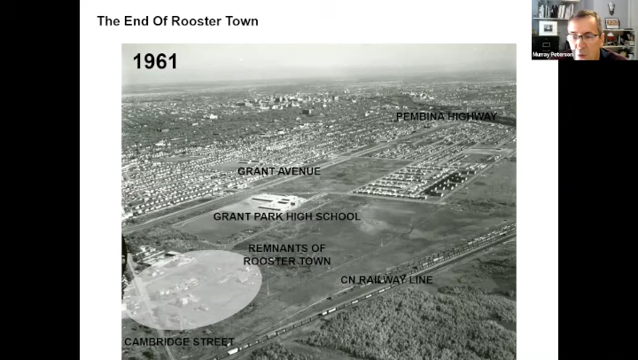 The End Of Rooster Town
Murray Peterson
1961
PEMBINA HIGHWAY
GRANT AVENUE
GRANT PARK HIGH SCHOOL
REMNANTS OF
ROOSTER TOWN
CN RAILWAY LINE
CAMBRIDGE STREET